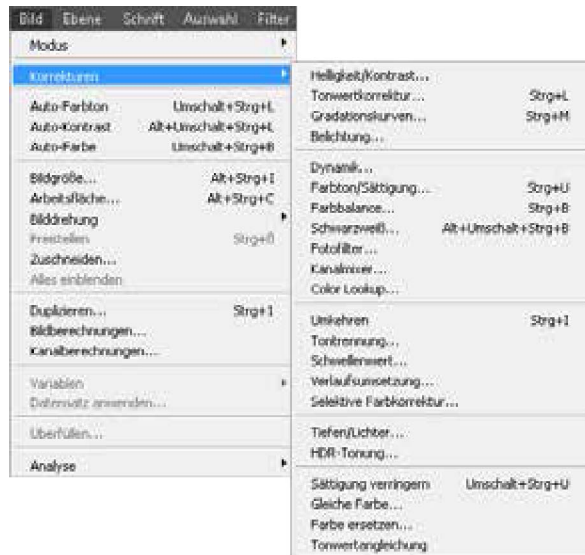 Bild Ebene Schrift Auswahl Filter
Modus
Korrekturen
Auto-Farbton Umschalt+Strg+L
Auto-Kontrast Alt+Umschalt+Strg+L
Auto-Farbe Umschalt+Strg+B
Bildgröße... Alt+Strg+I
Arbeitsfläche... Alt+Strg+C
Bilddrehung
Freistellen Strg+ß
Zuschneiden...
Alles einblenden
Duplizieren... Strg+1
Bildberechnungen...
Kanalberechnungen...
Variablen
Datensatz anwenden...
Überfüllen...
Analyse
Helligkeit/Kontrast...
Tonwertkorrektur... Strg+L
Gradationskurven... Strg+M
Belichtung...
Dynamik...
Farbton/Sättigung... Strg+U
Farbbalance... Strg+B
Schwarzweiß... Alt+Umschalt+Strg+B
Fotofilter...
Kanalmixer...
Color Lookup...
Umkehren Strg+I
Tontrennung...
Schwellenwert...
Verlaufsumsetzung...
Selektive Farbkorrektur...
Tiefen/Lichter...
HDR-Tonung...
Sättigung verringern Umschalt+Strg+U
Gleiche Farbe...
Farbe ersetzen...
Tonwertangleichung